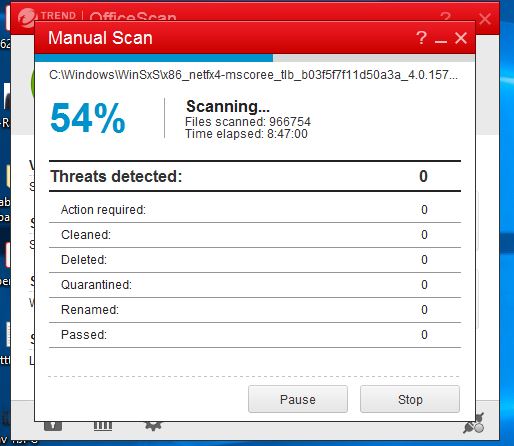 TREND
OfficeScan
Manual Scan
C:\Windows\WinSxS\x86_netfx4-mscoree_tlb_b03f5f7f11d50a3a_4.0.157...
54%
Scanning...
Files scanned: 966754
Time elapsed: 8:47:00
Threats detected: 0
Action required: 0
Cleaned: 0
Deleted: 0
Quarantined: 0
Renamed: 0
Passed: 0
Pause Stop